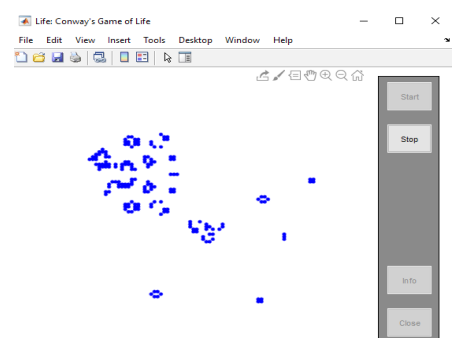 Life: Conway's Game of Life
File Edit View Insert Tools Desktop Window Help
Start
Stop
Info
Close